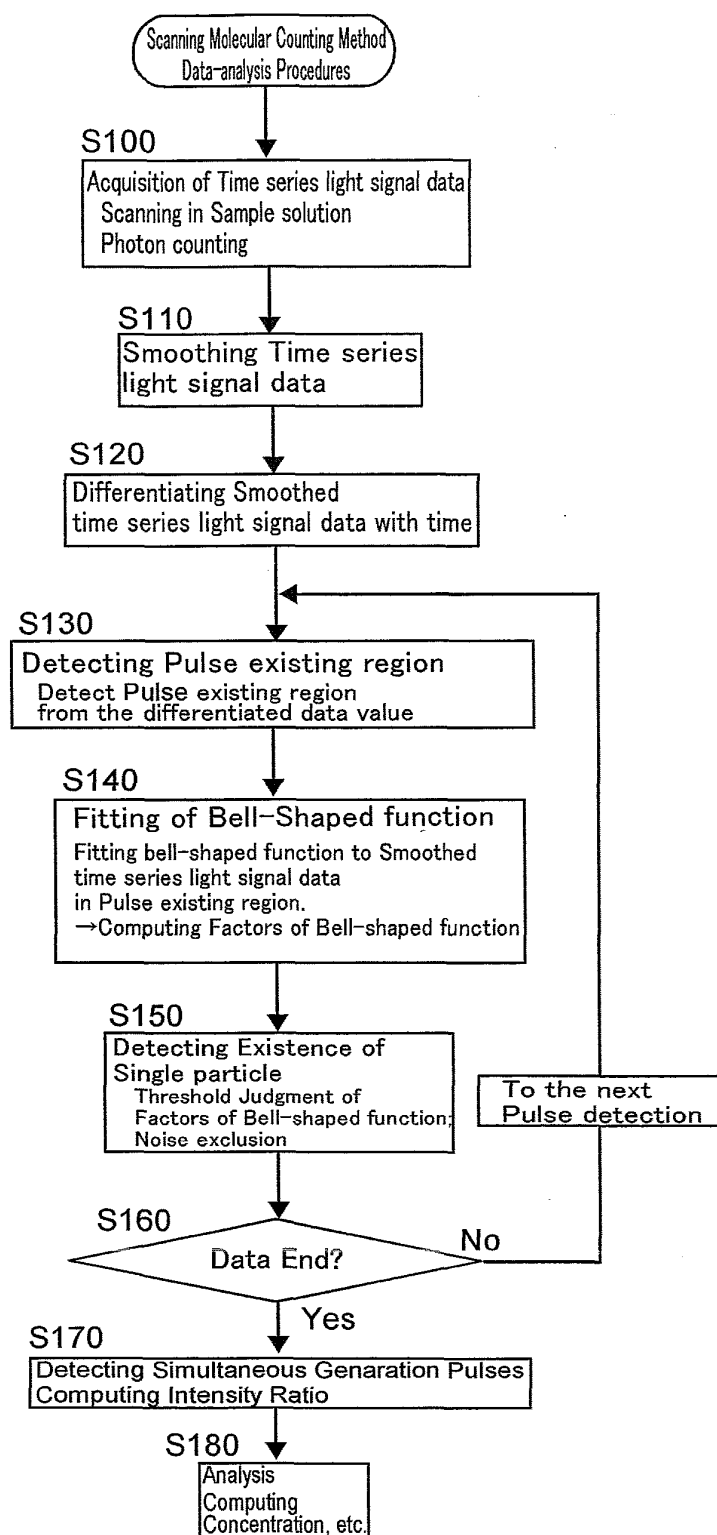 Scanning Molecular Counting Method
Data-analysis Procedures
S100
Acquisition of Time series light signal data
Scanning in Sample solution
Photon counting
S110
Smoothing Time series
light signal data
S120
Differentiating Smoothed
time series light signal data with time
S130
Detecting Pulse existing region
Detect Pulse existing region
from the differentiated data value
S140
Fitting of Bell-Shaped function
Fitting bell-shaped function to Smoothed
time series light signal data
in Pulse existing region.
→Computing Factors of Bell-shaped function
S150
Detecting Existence of
Single particle
Threshold Judgment of
Factors of Bell-shaped function;
Noise exclusion
To the next
Pulse detection
S160
Data End?
No
Yes
S170
Detecting Simultaneous Genaration Pulses
Computing Intensity Ratio
S180
Analysis
Computing
Concentration, etc.